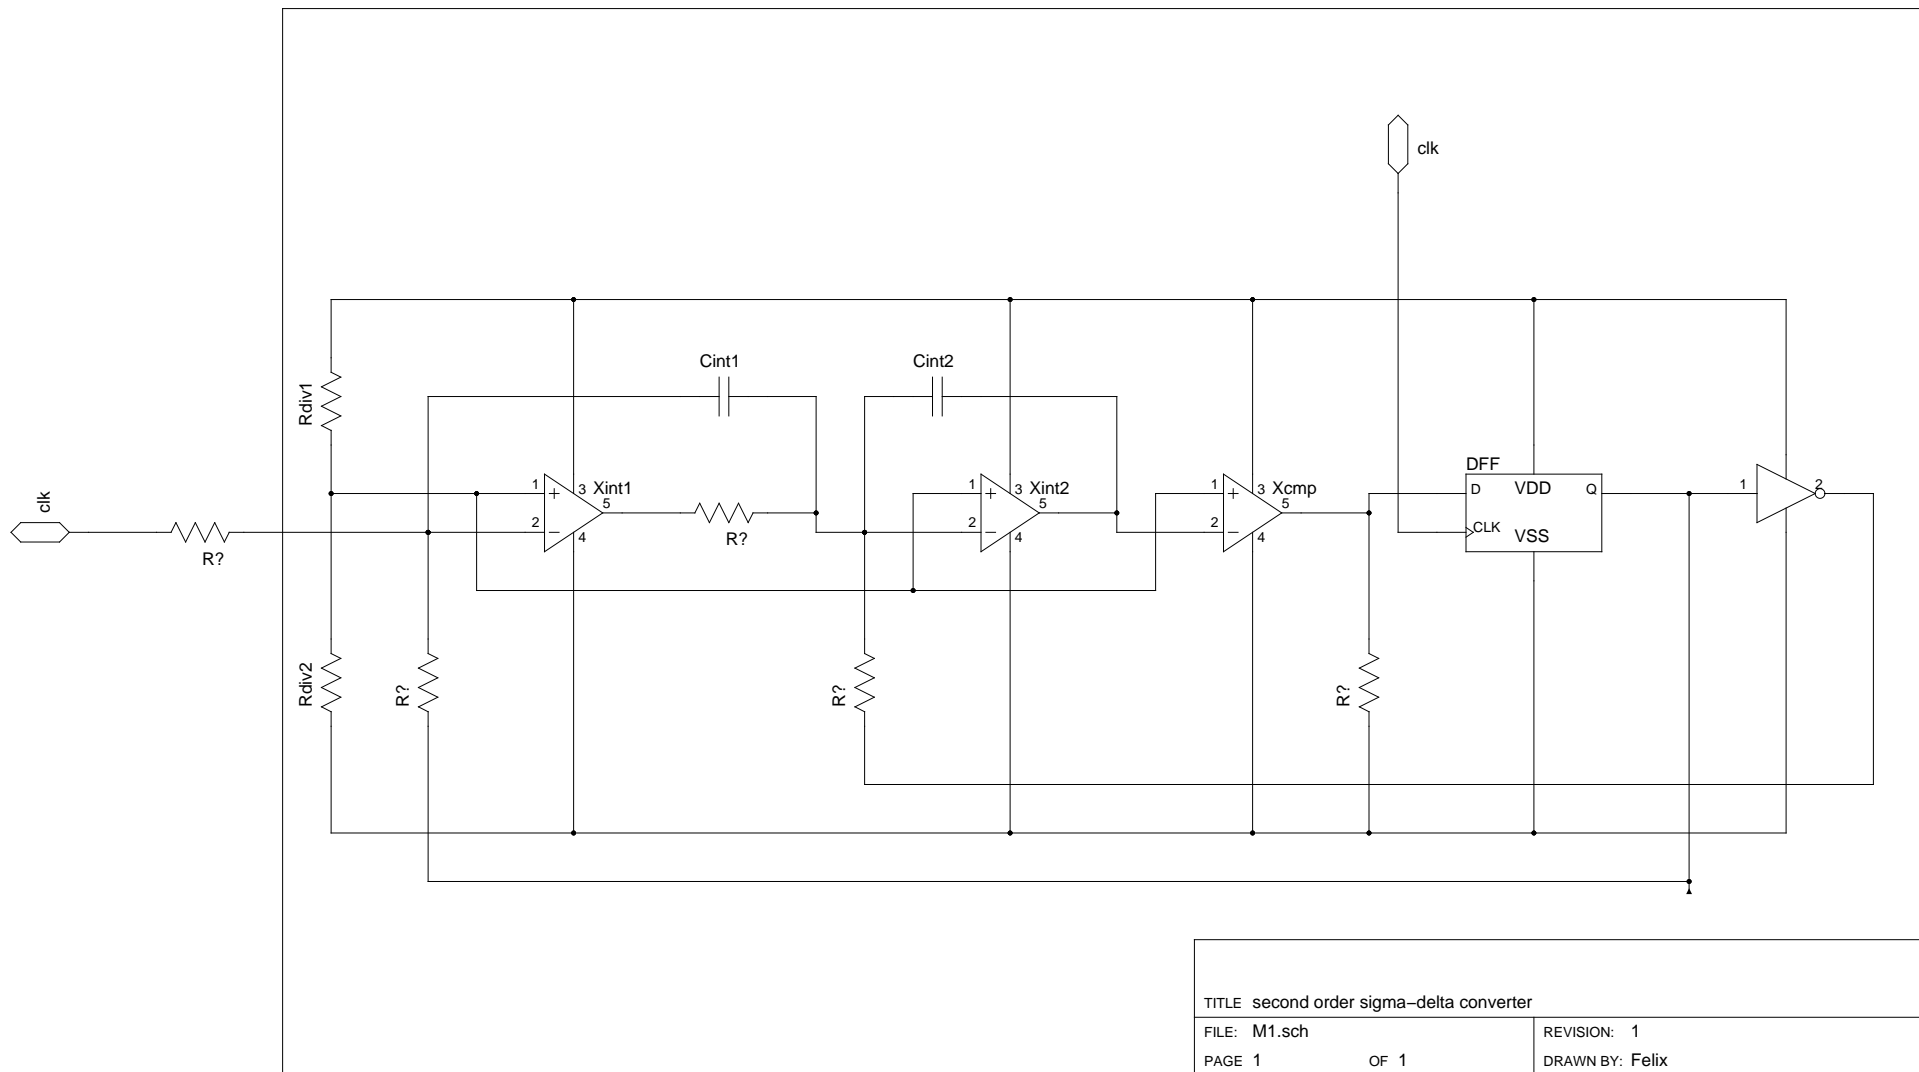 clk
Cint1
Cint2
Rdiv1
DFF
1
3
Xint1
5
2
4
1
3
Xint2
5
2
4
1
3
Xcmp
5
2
4
D
VDD
Q
CLK
VSS
1
2
clk
R?
R?
Rdiv2
R?
R?
R?
TITLE second order sigma–delta converter
FILE: M1.sch
REVISION: 1
PAGE 1 OF 1
DRAWN BY: Felix